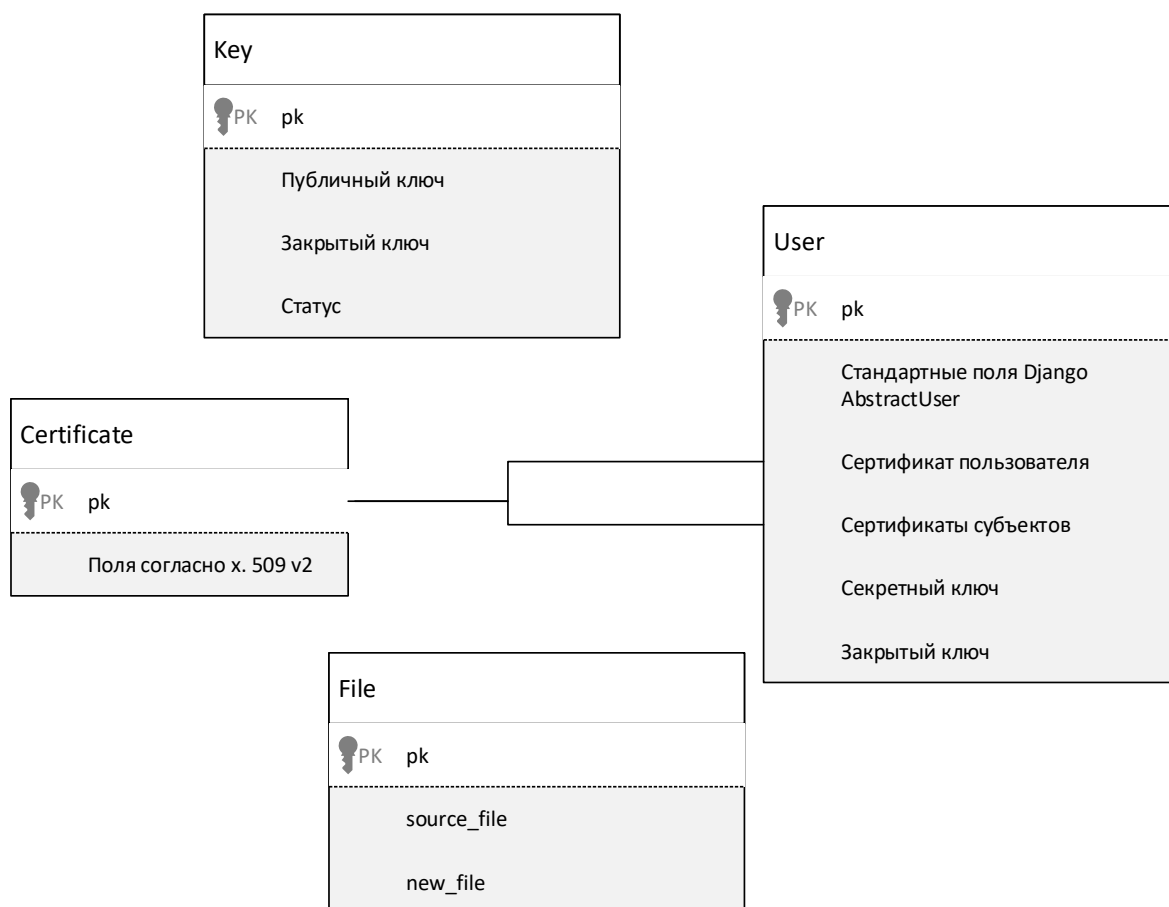 Key
PK pk
Публичный ключ
Закрытый ключ
Статус
User
PK pk
Стандартные поля Django
AbstractUser
Сертификат пользователя
Сертификаты субъектов
Секретный ключ
Закрытый ключ
Certificate
PK pk
Поля согласно x. 509 v2
File
PK pk
source_file
new_file